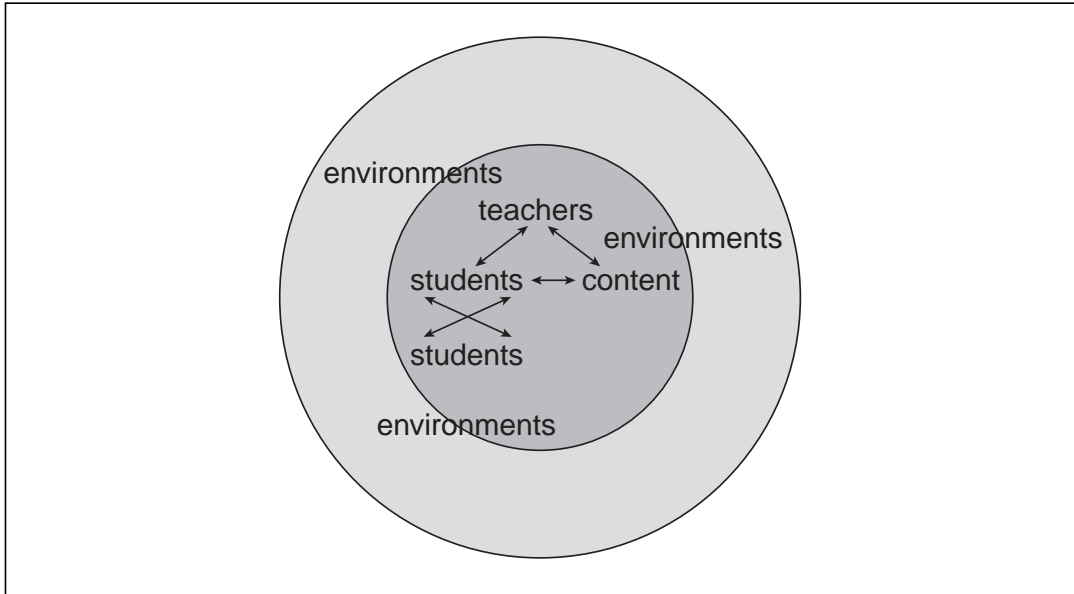 environments
teachers
environments
students content
students
environments